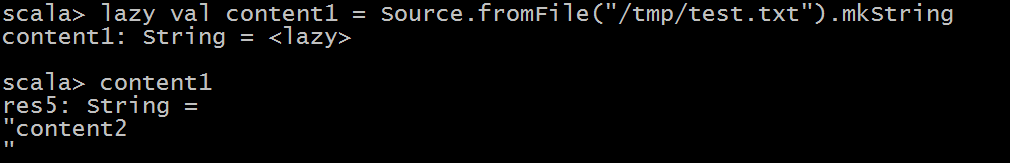 scala> lazy val content1 = Source.fromFile("/tmp/test.txt").mkString
content1: String = <lazy>
scala> content1
res5: String =
"content2
"